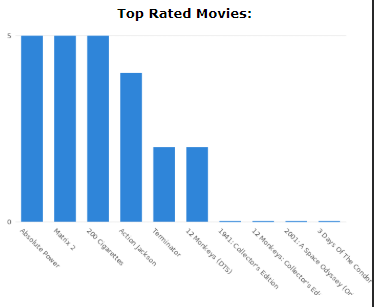 Top Rated Movies:
5
0
Absolute Power
Matrix 2
200 Cigarettes
Action Jackson
Terminator
12 Monkeys (DTS)
1941: Collector's Edition
12 Monkeys: Collector's Edi
2001: A Space Odyssey (Or
3 Days Of The Condor